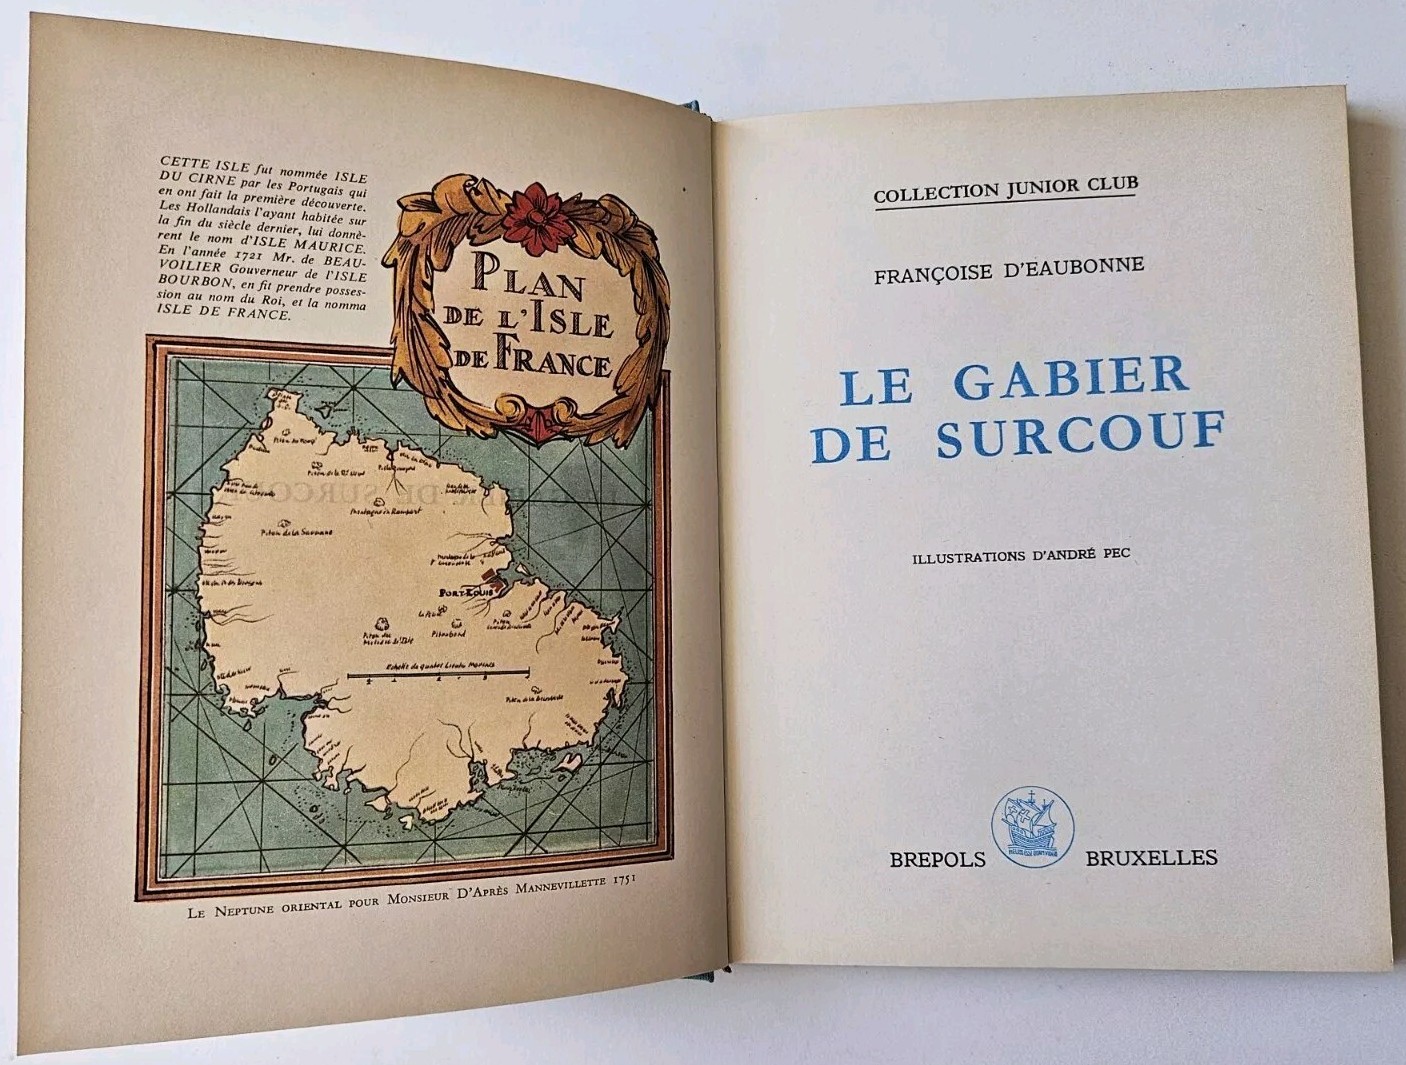 CETTE ISLE fut nommée ISLE
DU CIRNE par les Portugais qui
en ont fait la première découverte.
Les Hollandais l'ayant habitée sur
la fin du siècle dernier, lui donnè-
rent le nom d'ISLE MAURICE.
En l'année 1721 Mr. de BEAU-
VOILIER Gouverneur de l'ISLE
BOURBON, en fit prendre posses-
sion au nom du Roi, et la nomma
ISLE DE FRANCE.
PLAN
DE L'ISLE
DE FRANCE
PORT-LOUIS
Echelle de quatre Lieues Marines
LE NEPTUNE ORIENTAL POUR MONSIEUR D'APRÈS MANNEVILLETTE 1751
COLLECTION JUNIOR CLUB
FRANÇOISE D'EAUBONNE
LE GABIER
DE SURCOUF
ILLUSTRATIONS D'ANDRÉ PEC
BREPOLS BRUXELLES